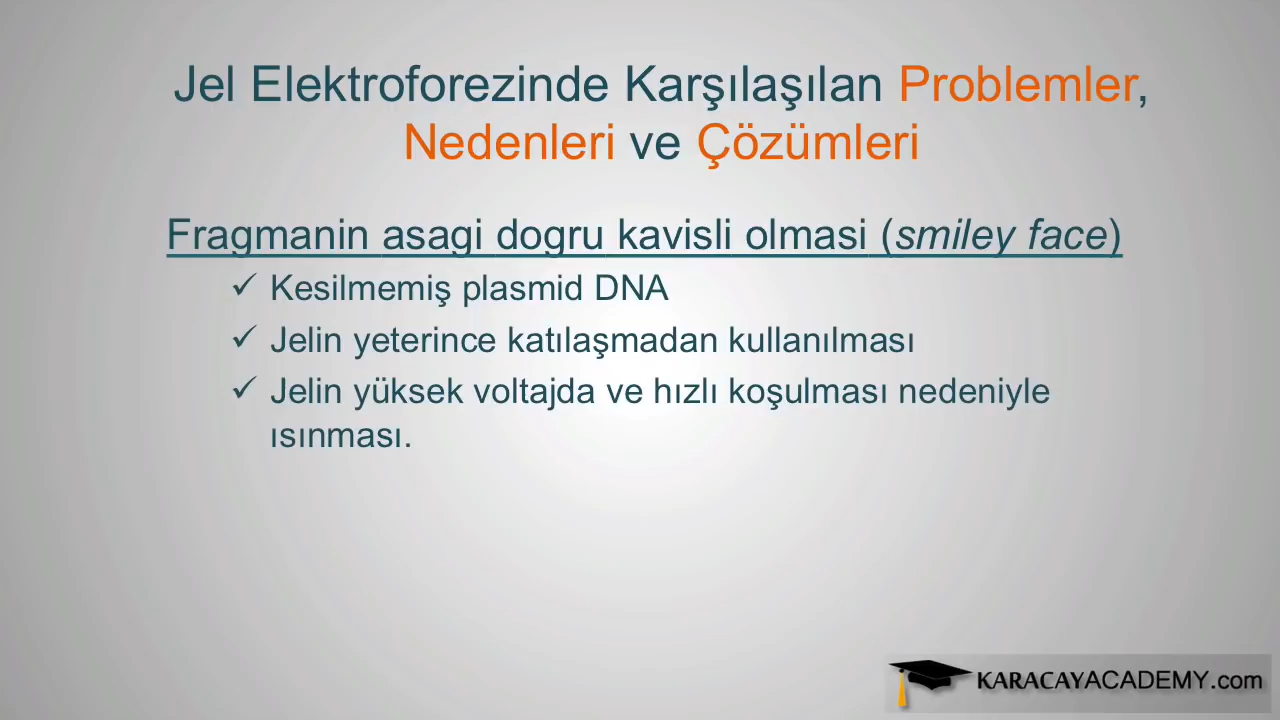 Jel Elektroforezinde Karşılaşılan Problemler,
Nedenleri ve Çözümleri
Fragmanin asagi dogru kavisli olmasi (smiley face)
✓ Kesilmemiş plasmid DNA
✓ Jelin yeterince katılaşmadan kullanılması
✓ Jelin yüksek voltajda ve hızlı koşulması nedeniyle
ısınması.
KARACAYACADEMY.com